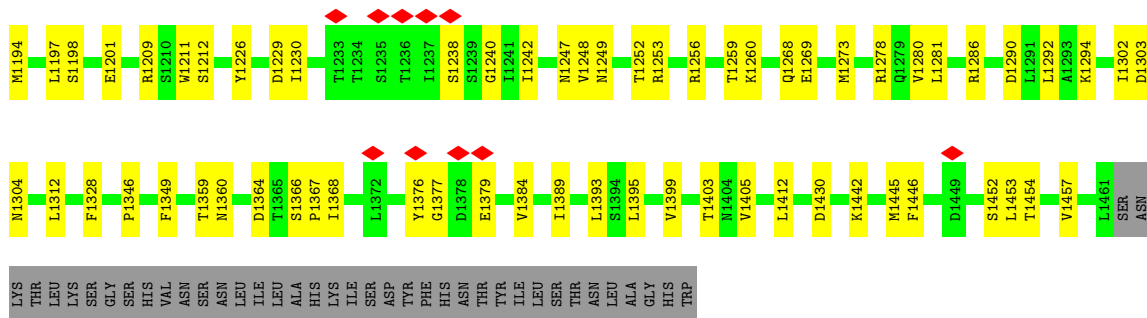 M1194 L1197 S1198 E1201 R1209 S1210 W1211 S1212 Y1226 D1229 I1230 T1233 T1234 S1235 T1236 I1237 S1238 S1239 G1240 I1241 I1242 N1247 V1248 N1249 T1252 R1253 R1256 T1259 K1260 Q1268 E1269 M1273 R1278 Q1279 V1280 L1281 R1286 D1290 L1291 L1292 A1293 K1294 I1302 D1303
N1304 L1312 F1328 P1346 F1349 T1359 N1360 D1364 T1365 S1366 P1367 I1368 L1372 Y1376 G1377 D1378 E1379 V1384 I1389 L1393 S1394 L1395 V1399 T1403 N1404 V1405 L1412 D1430 K1442 M1445 F1446 D1449 S1452 L1453 T1454 V1457 L1461 SER ASN
LYS THR LEU LYS SER GLY SER HIS VAL ASN SER ASN LEU ILE LEU ALA HIS LYS ILE SER ASP TYR PHE HIS ASN THR TYR ILE LEU SER THR ASN LEU ALA GLY HIS TRP